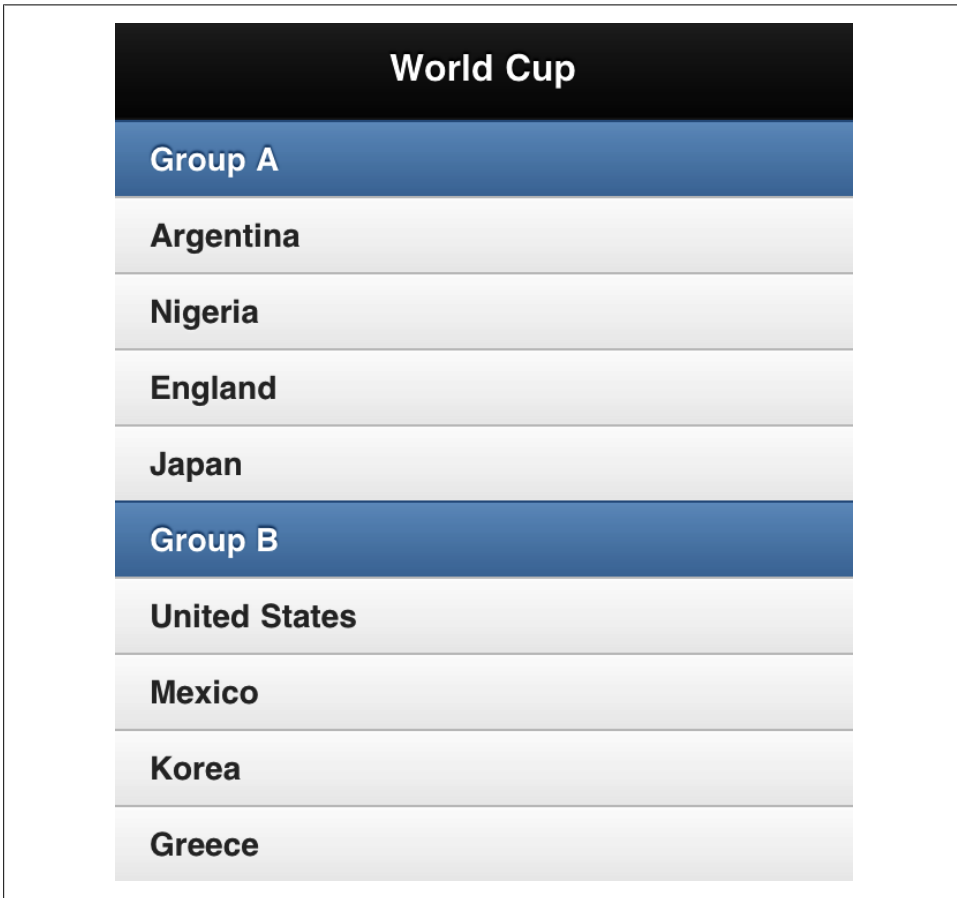 World Cup
Group A
Argentina
Nigeria
England
Japan
Group B
United States
Mexico
Korea
Greece